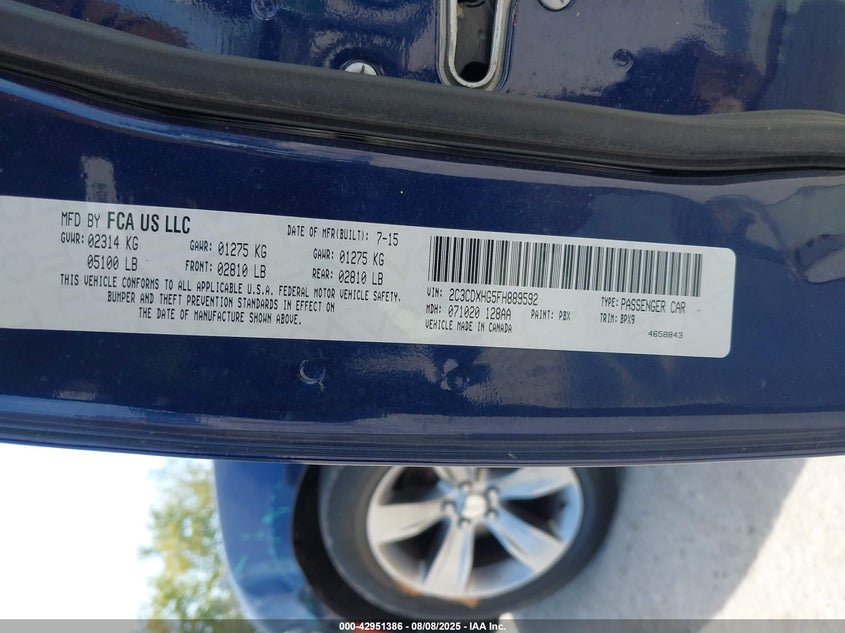 MFD BY FCA US LLC
DATE OF MFR(BUILT): 7-15
GVWR: 02314 KG
GAWR: 01275 KG
GAWR: 01275 KG
05100 LB
FRONT: 02810 LB
REAR: 02810 LB
THIS VEHICLE CONFORMS TO ALL APPLICABLE U.S.A. FEDERAL MOTOR VEHICLE SAFETY,
BUMPER AND THEFT PREVENTION STANDARDS IN EFFECT ON
THE DATE OF MANUFACTURE SHOWN ABOVE.
VIN: 2C3CDXHG5FH889592
TYPE: PASSENGER CAR
MDH: 071020 128AA
PAINT: PBX
TRIM: BPX9
VEHICLE MADE IN CANADA
4658843
000-42951386 - 08/08/2025 - IAA Inc.